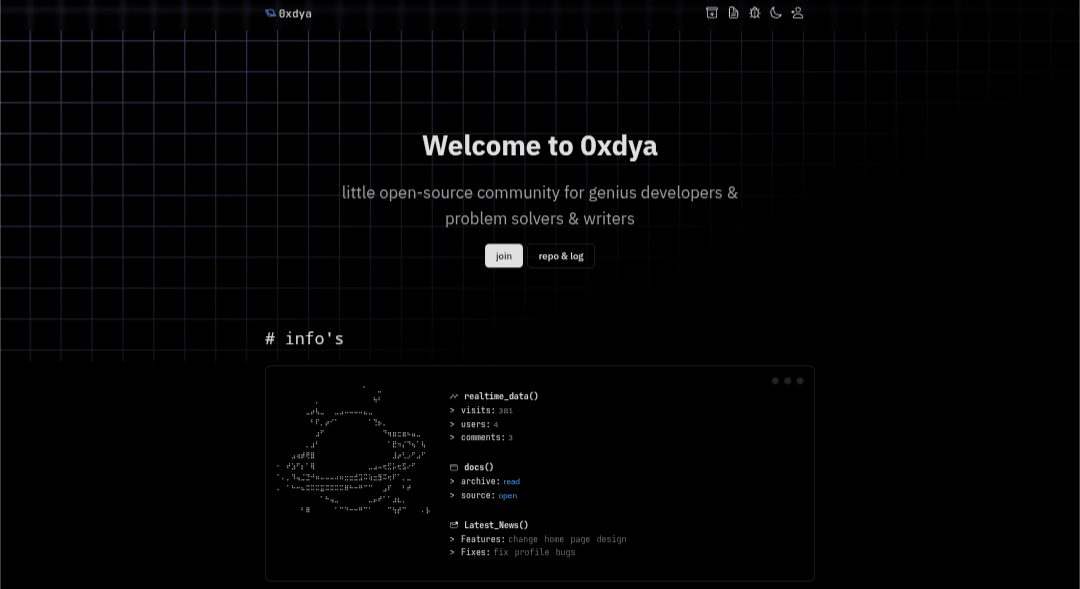 0xdya
Welcome to 0xdya
little open-source community for genius developers &
problem solvers & writers
join
repo & log
# info's
realtime_data()
> visits: 381
> users: 4
> comments: 3
docs()
> archive: read
> source: open
Latest_News()
> Features: change home page design
> Fixes: fix profile bugs